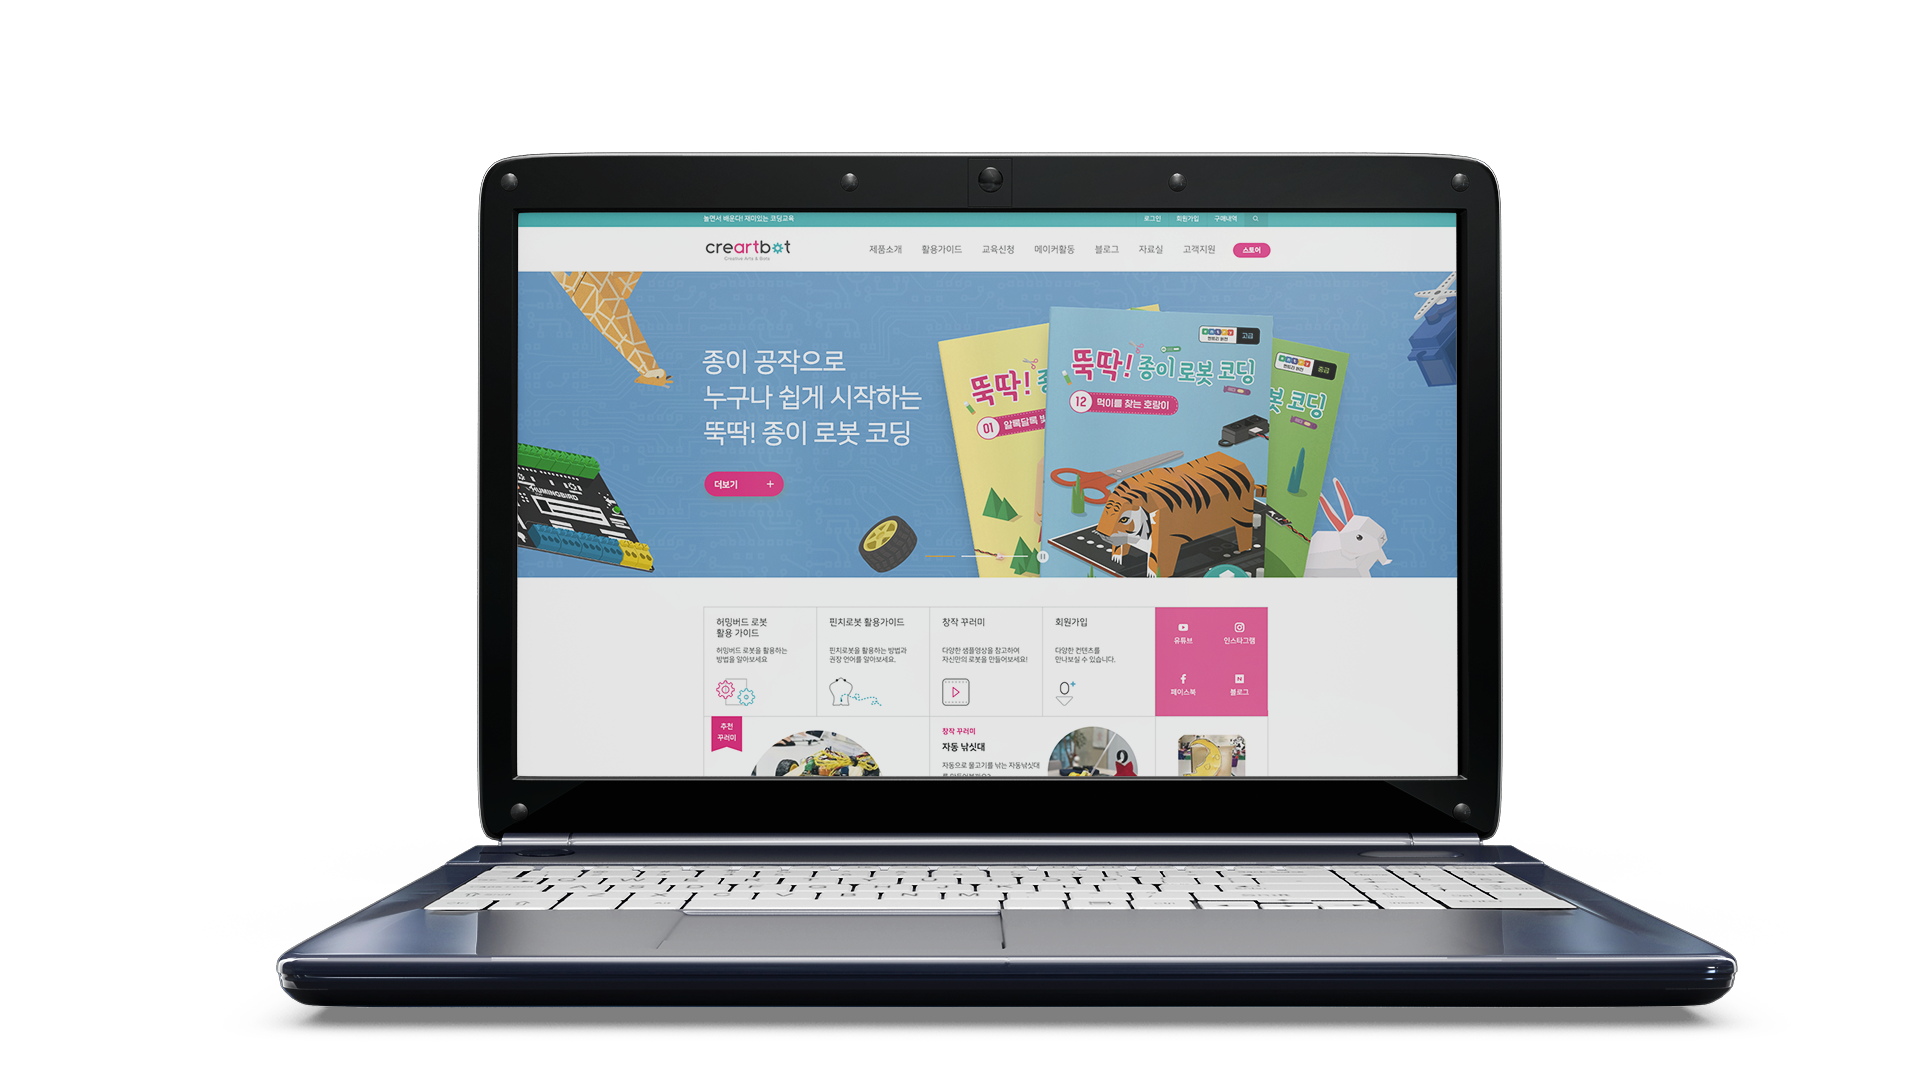 놀면서 배운다! 재미있는 코딩교육
로그인 회원가입 구매내역
creartbot
Creative Arts & Bots
제품소개 활용가이드 교육신청 메이커활동 블로그 자료실 고객지원 스토어
종이 공작으로
누구나 쉽게 시작하는
뚝딱! 종이 로봇 코딩
더보기 +
HUMMINGBIRD
뚝딱!
01 알록달록
고급
뚝딱! 종이 로봇 코딩
12 먹이를 찾는 호랑이
중급
봇 코딩
허밍버드 로봇
활용 가이드
허밍버드 로봇을 활용하는
방법을 알아보세요
핀치로봇 활용가이드
핀치로봇을 활용하는 방법과
권장 언어를 알아보세요.
창작 꾸러미
다양한 샘플영상을 참고하여
자신만의 로봇을 만들어보세요!
회원가입
다양한 컨텐츠를
만나보실 수 있습니다.
유튜브 인스타그램
페이스북 블로그
추천
꾸러미
창작 꾸러미
자동 낚싯대
자동으로 물고기를 낚는 자동낚싯대